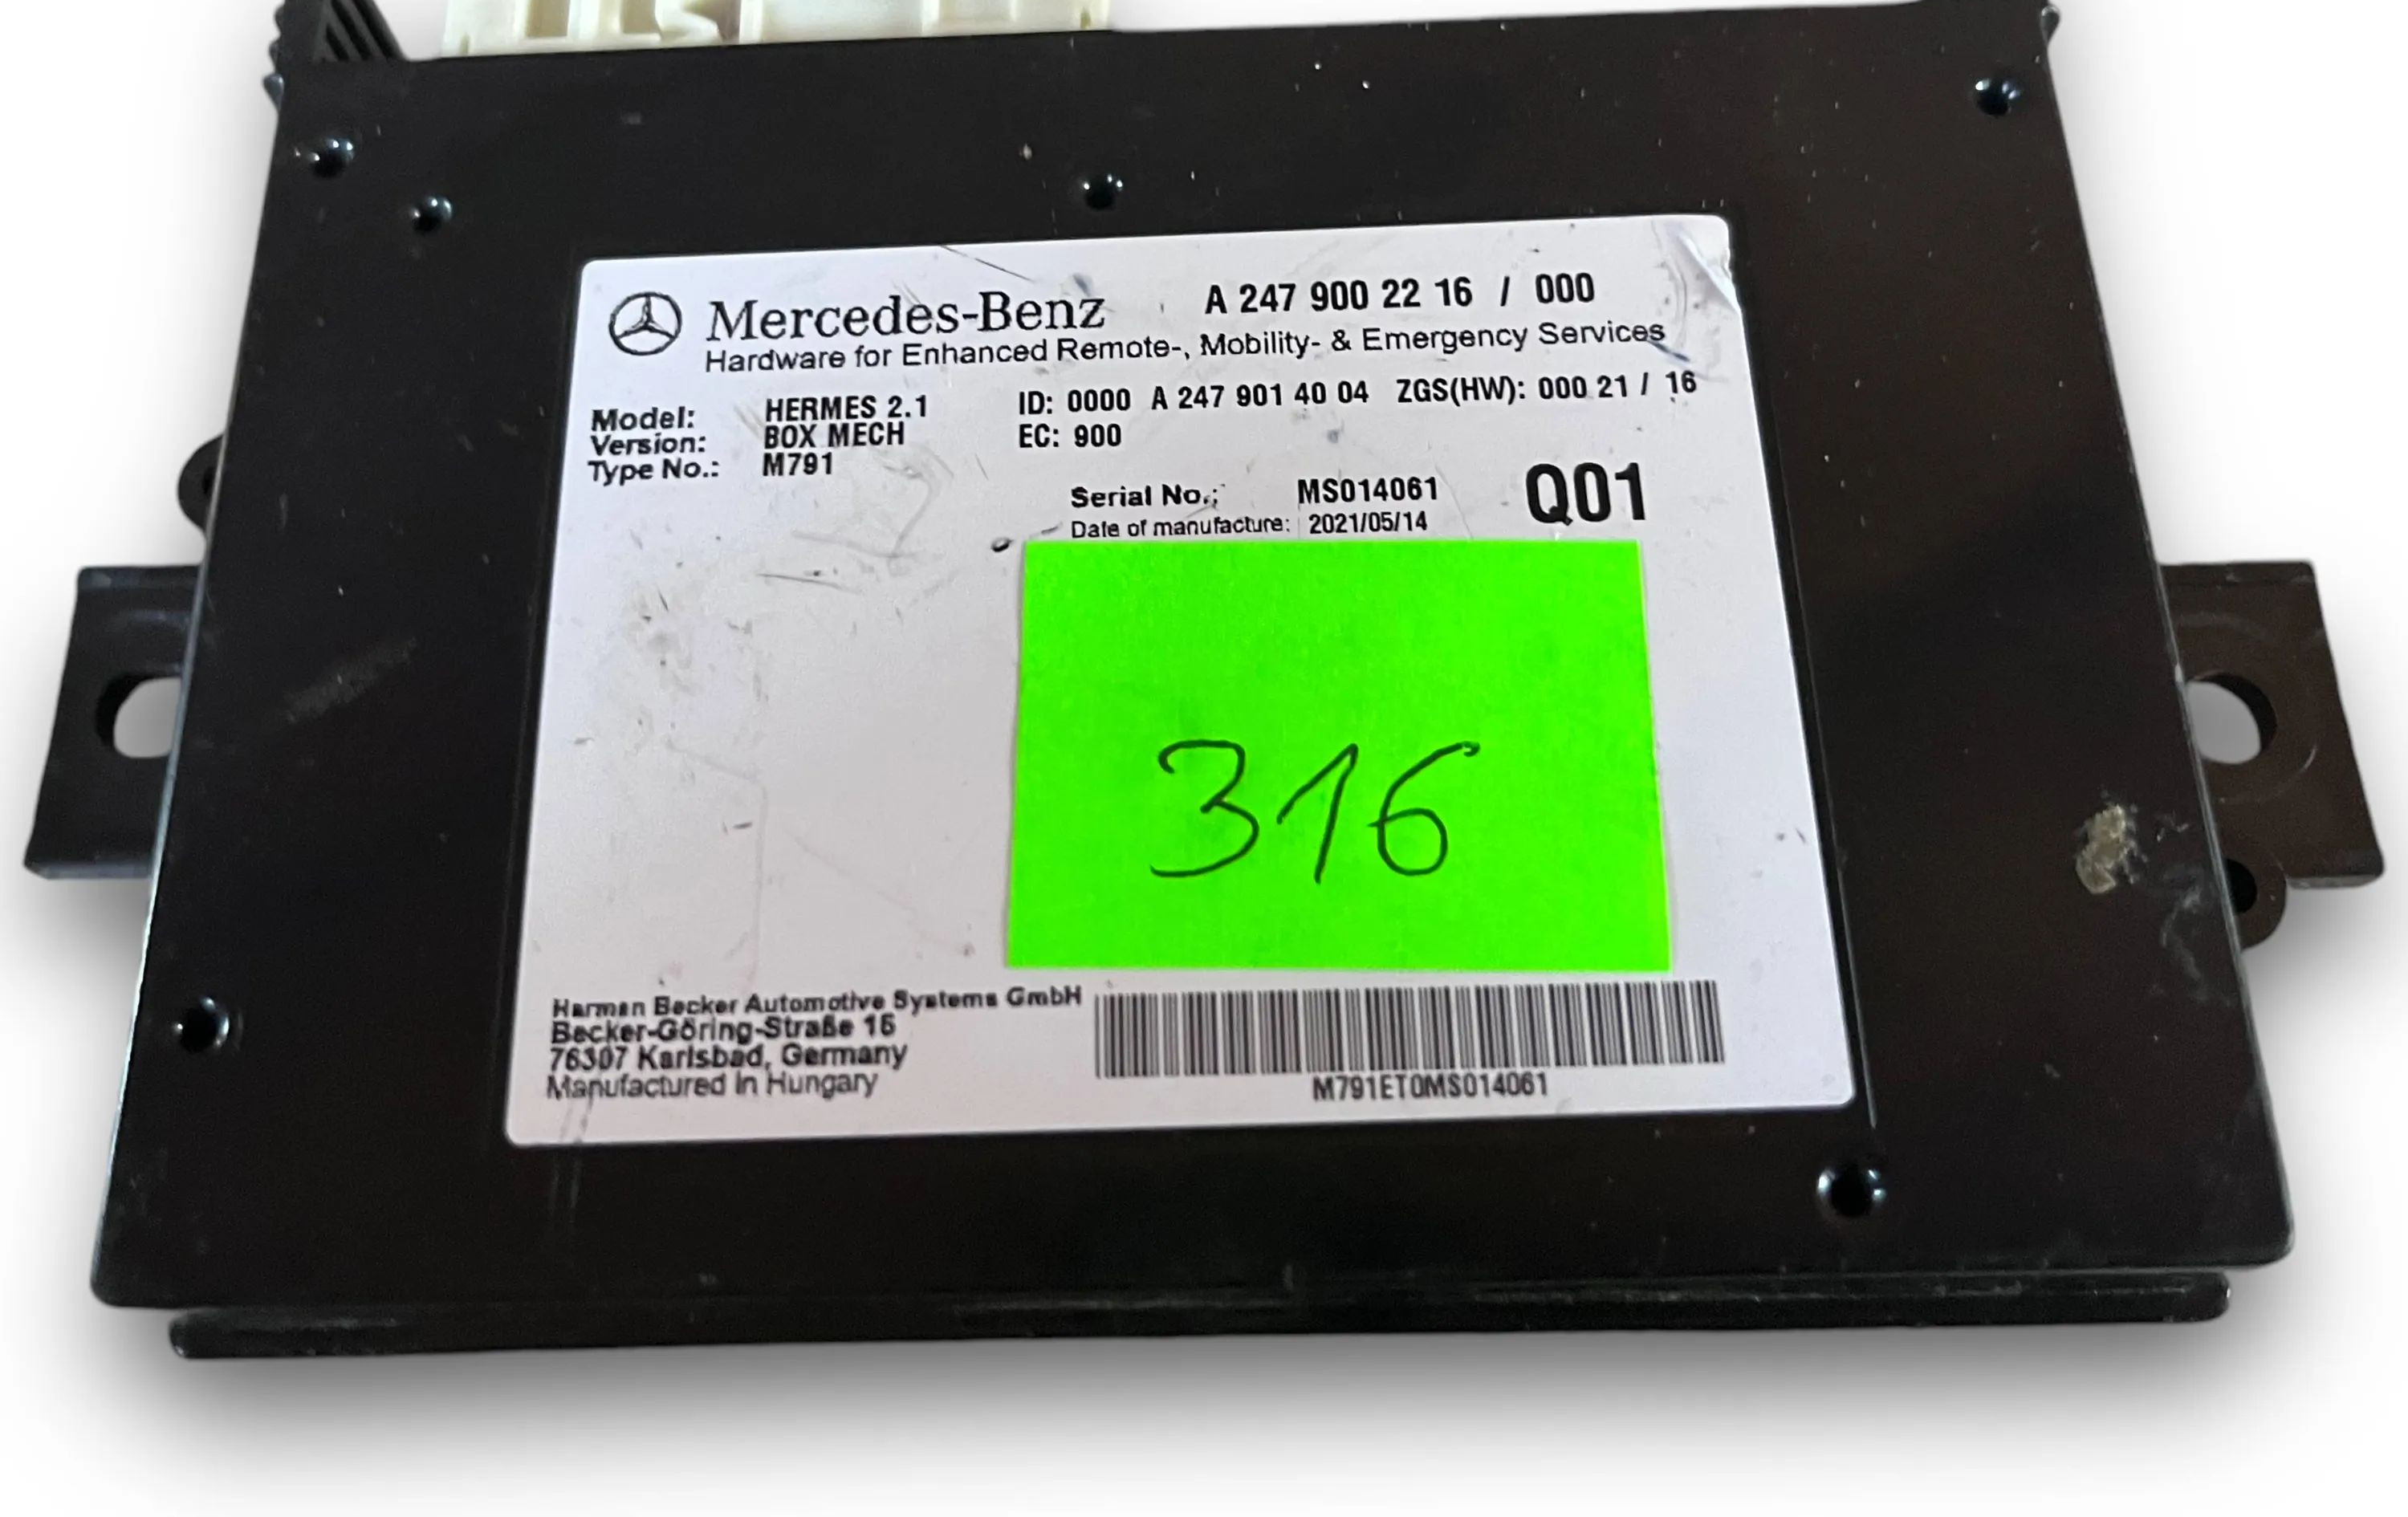 Mercedes-Benz A 247 900 22 16 / 000
Hardware for Enhanced Remote-, Mobility- & Emergency Services
Model: HERMES 2.1 ID: 0000 A 247 901 40 04 ZGS(HW): 000 21 / 16
Version: BOX MECH EC: 900
Type No.: M791
Serial No.: MS014061 Q01
Date of manufacture: 2021/05/14
316
Harman Becker Automotive Systems GmbH
Becker-Göring-Straße 16
76307 Karlsbad, Germany
Manufactured in Hungary
M791ET0MS014061